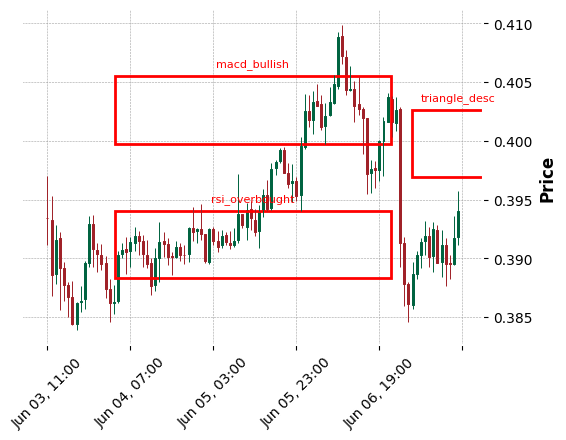 0.410
macd_bullish
0.405
triangle_desc
0.400
rsi_overbought
0.395
0.390
0.385
Price
Jun 03, 11:00
Jun 04, 07:00
Jun 05, 03:00
Jun 05, 23:00
Jun 06, 19:00